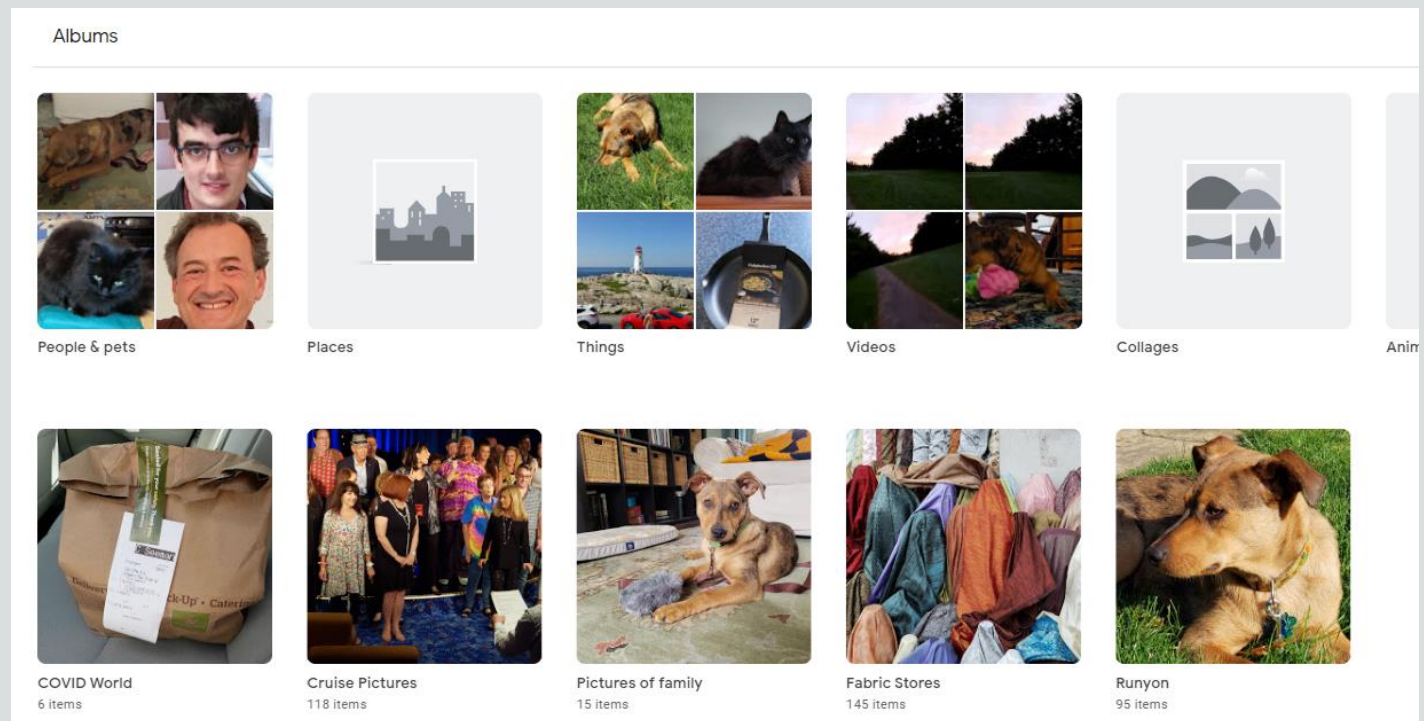 Albums
People & pets
Places
Things
Videos
Collages
Anim
COVID World
6 items
Cruise Pictures
118 items
Pictures of family
15 items
Fabric Stores
145 items
Runyon
95 items